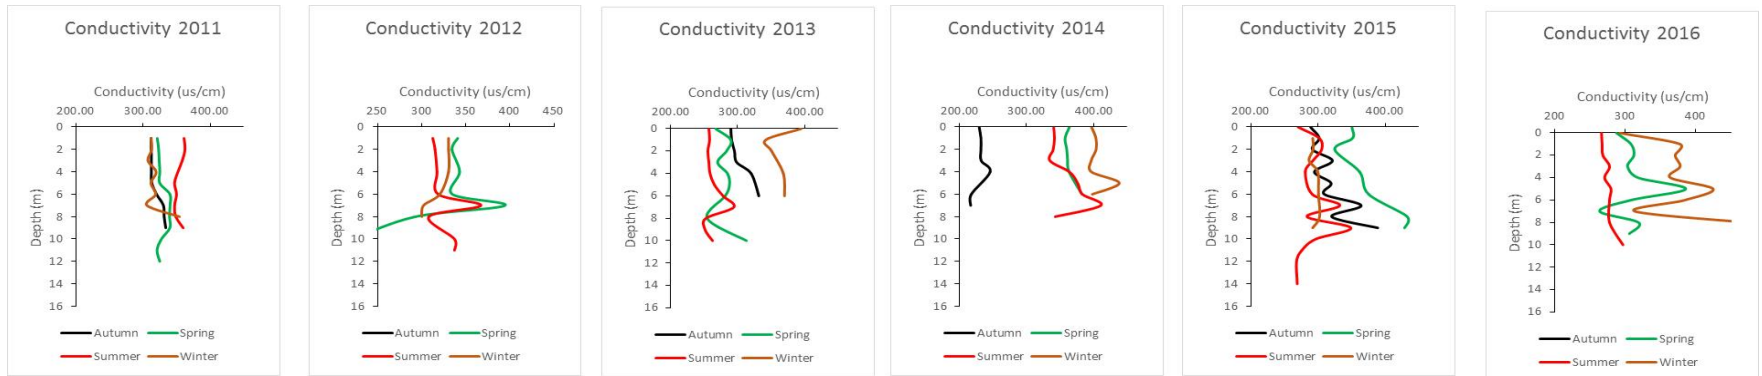 Conductivity 2011
Conductivity (us/cm)
200.00 300.00 400.00
0
2
4
6
8
10
12
14
16
Depth (m)
Autumn Spring
Summer Winter
Conductivity 2012
Conductivity (us/cm)
250 300 350 400 450
0
2
4
6
8
10
12
14
16
Depth (m)
Autumn Spring
Summer Winter
Conductivity 2013
Conductivity (us/cm)
200.00 300.00 400.00
0
2
4
6
8
10
12
14
16
Depth (m)
Autumn Spring
Summer Winter
Conductivity 2014
Conductivity (us/cm)
200.00 300.00 400.00
0
2
4
6
8
10
12
14
16
Depth (m)
Autumn Spring
Summer Winter
Conductivity 2015
Conductivity (us/cm)
200.00 300.00 400.00
0
2
4
6
8
10
12
14
16
Depth (m)
Autumn Spring
Summer Winter
Conductivity 2016
Conductivity (us/cm)
200 300 400
0
2
4
6
8
10
12
14
16
Depth (m)
Autumn Spring
Summer Winter